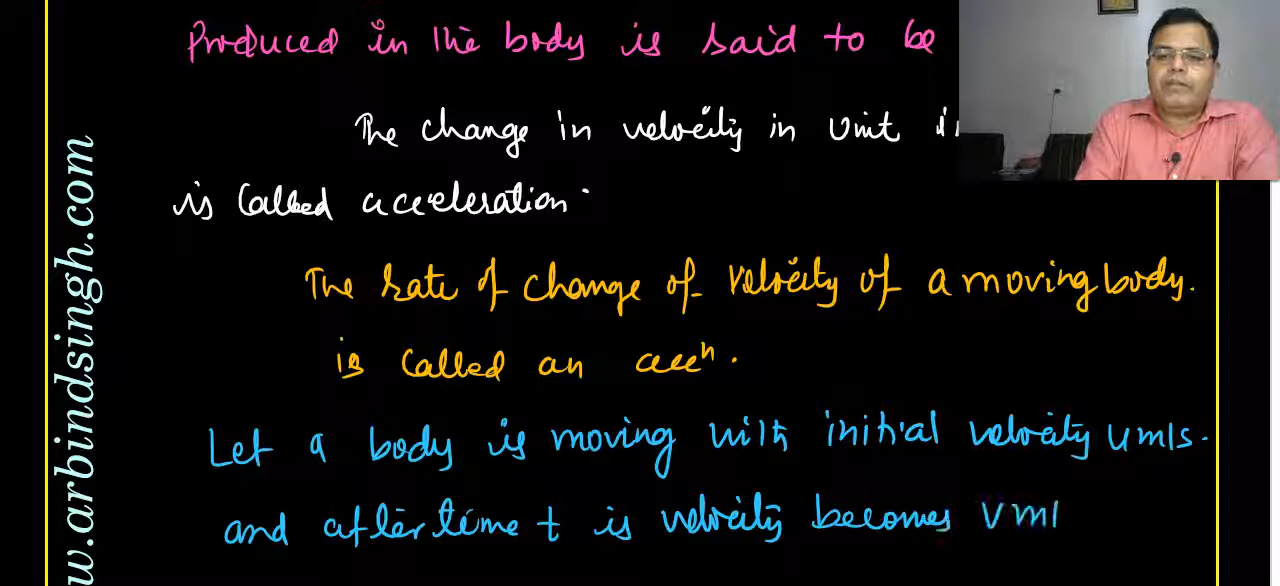 Produced in the body is said to be
The change in velocity in Unit
is Called acceleration.
The rate of change of velocity of a moving body.
is Called an accⁿ.
Let a body is moving with initial velocity u m/s.
and after time t is velocity becomes V m/
w.arbindsingh.com